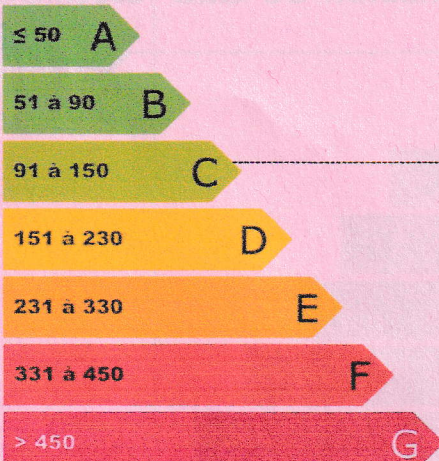 ≤ 50 A
51 à 90 B
91 à 150 C
151 à 230 D
231 à 330 E
331 à 450 F
> 450 G